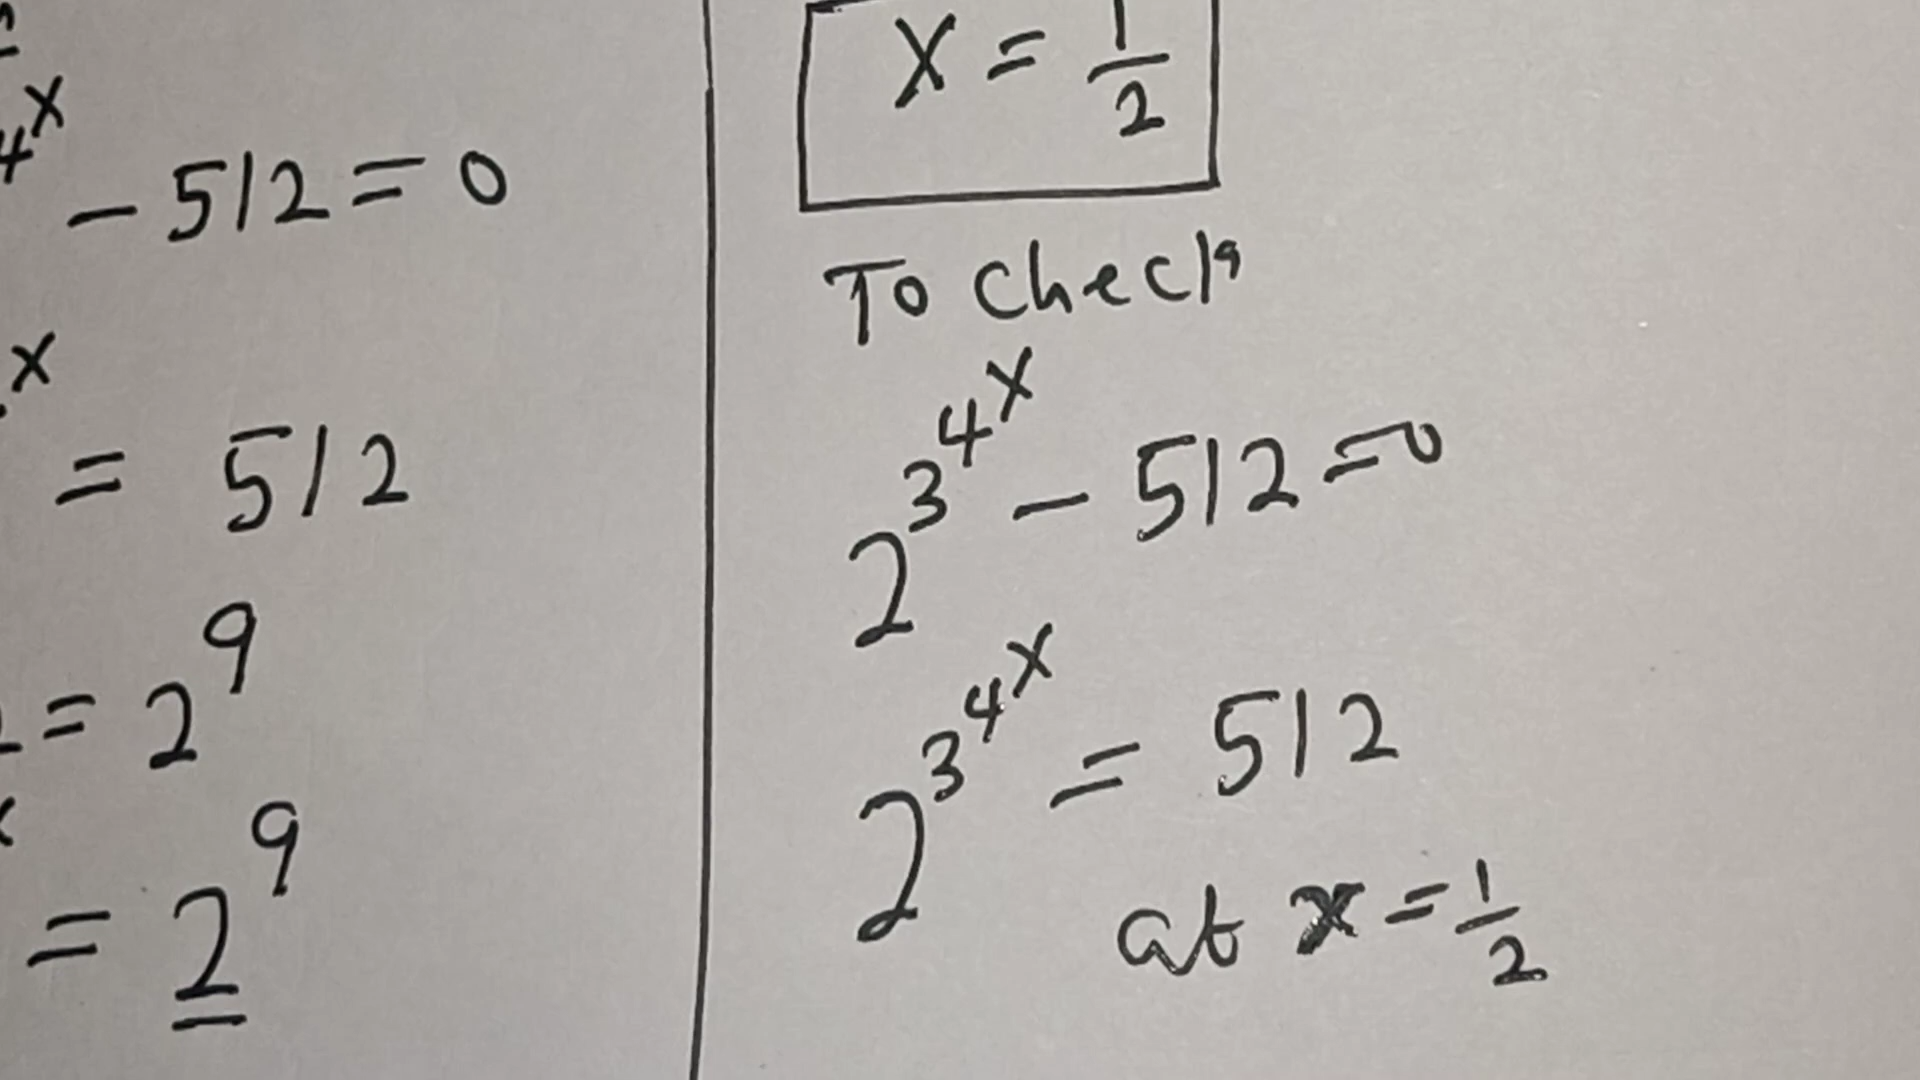 4^x - 512 = 0
x
= 512
= 2^9
= 2^9
x = 1/2
To check
2^3^4^x - 512 = 0
2^3^4^x = 512
at x = 1/2